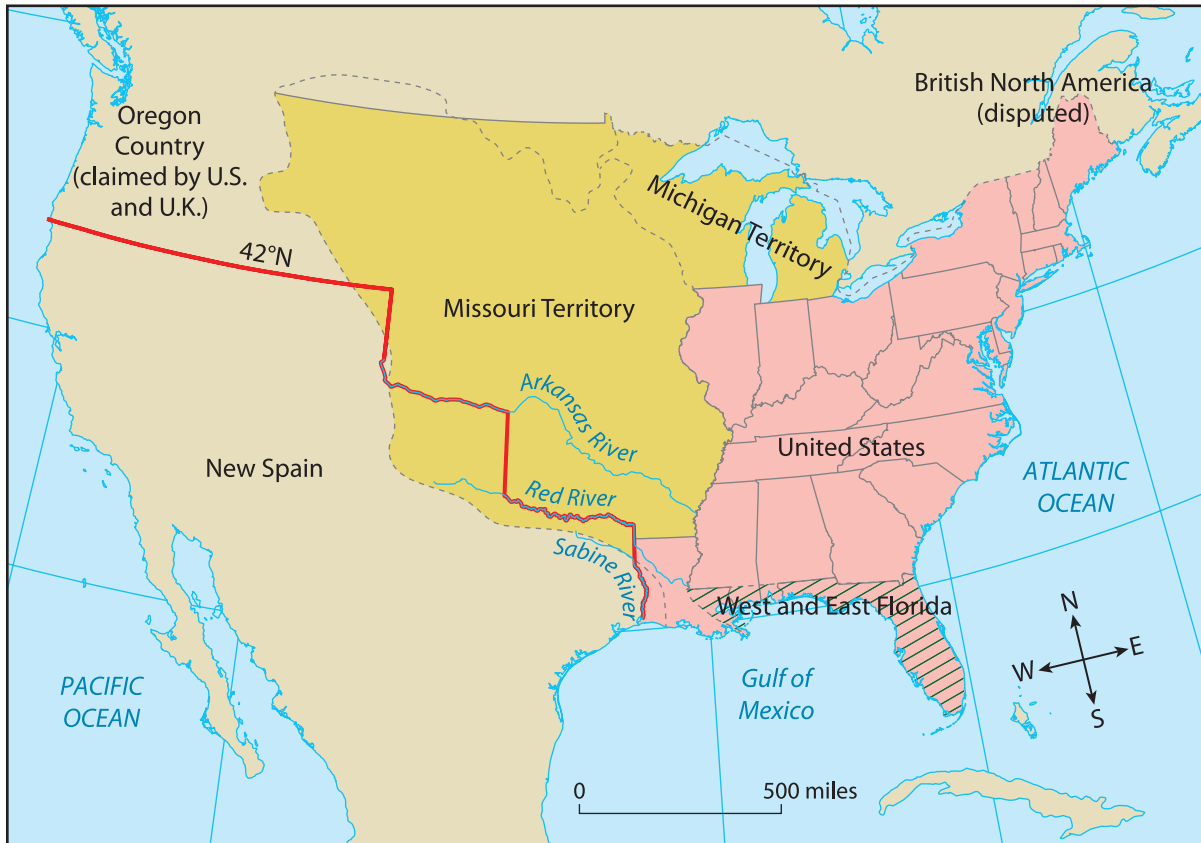 British North America
(disputed)
Oregon
Country
(claimed by U.S.
and U.K.)
Michigan Territory
42°N
Missouri Territory
Arkansas River
United States
New Spain
ATLANTIC
OCEAN
Red River
Sabine River
West and East Florida
N
W
E
S
PACIFIC
OCEAN
Gulf of
Mexico
0
500 miles